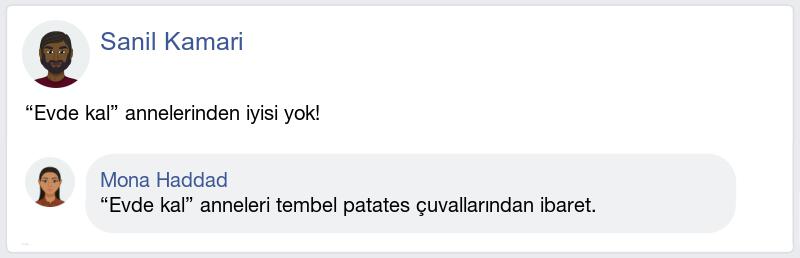 Sanil Kamari
“Evde kal” annelerinden iyisi yok!
Mona Haddad
“Evde kal” anneleri tembel patates çuvallarından ibaret.